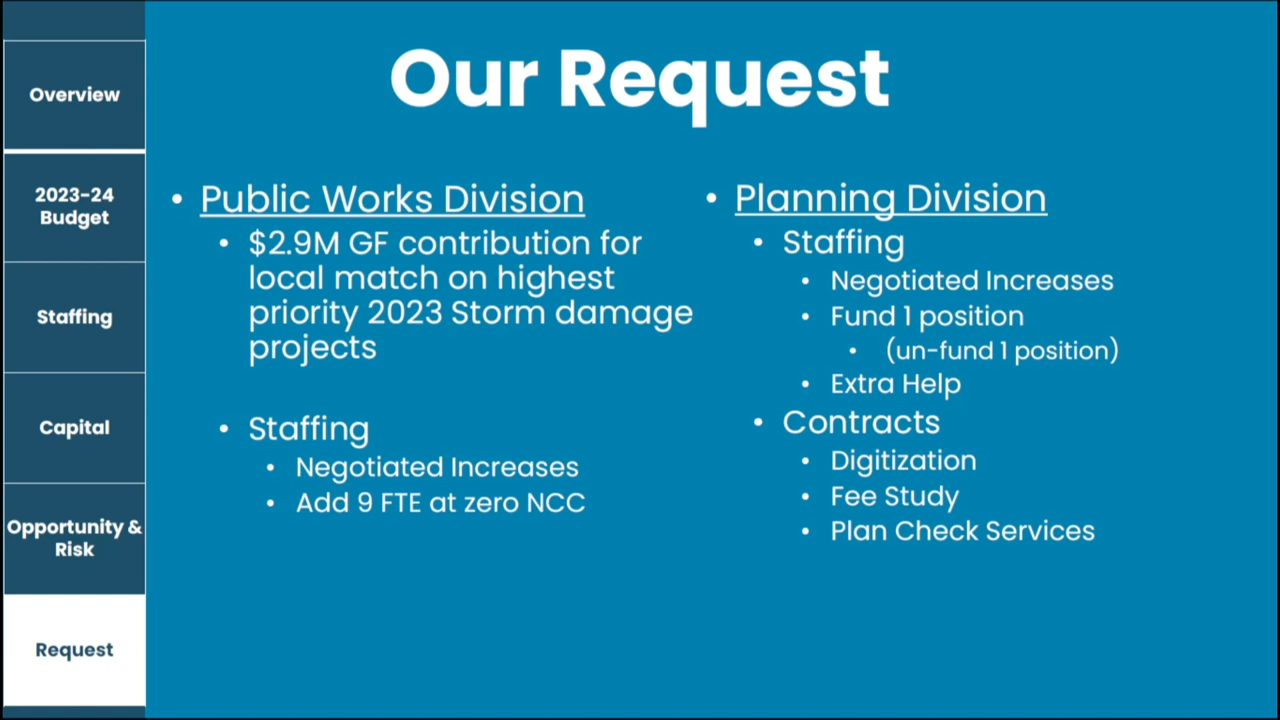 Our Request
Overview
2023-24
Budget
Staffing
Capital
Opportunity &
Risk
Request
• Public Works Division
• $2.9M GF contribution for
local match on highest
priority 2023 Storm damage
projects
• Staffing
• Negotiated Increases
• Add 9 FTE at zero NCC
• Planning Division
• Staffing
• Negotiated Increases
• Fund 1 position
• (un-fund 1 position)
• Extra Help
• Contracts
• Digitization
• Fee Study
• Plan Check Services